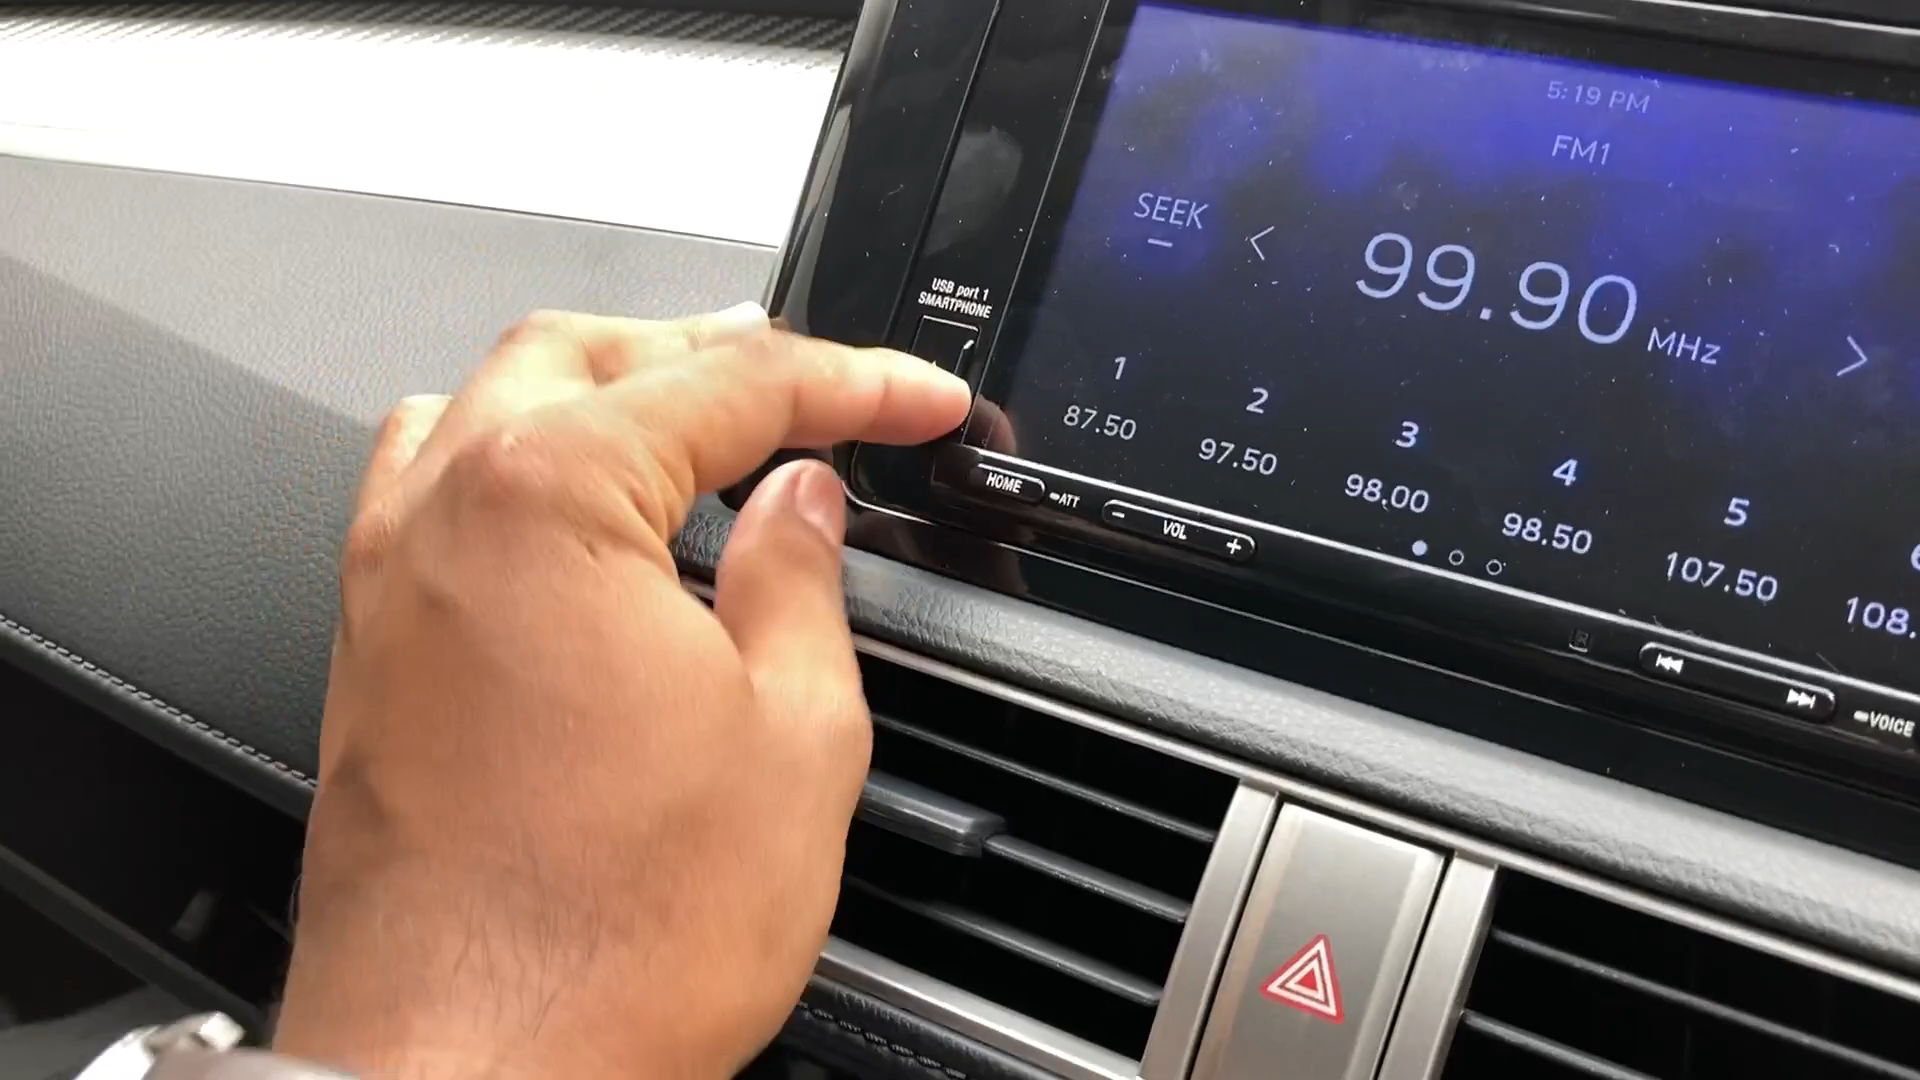 5:19 PM
FM1
SEEK
99.90 MHz
USB port 1
SMARTPHONE
1
2
3
4
5
87.50
97.50
98.00
98.50
107.50
108.
HOME
ATT
- VOL +
VOICE